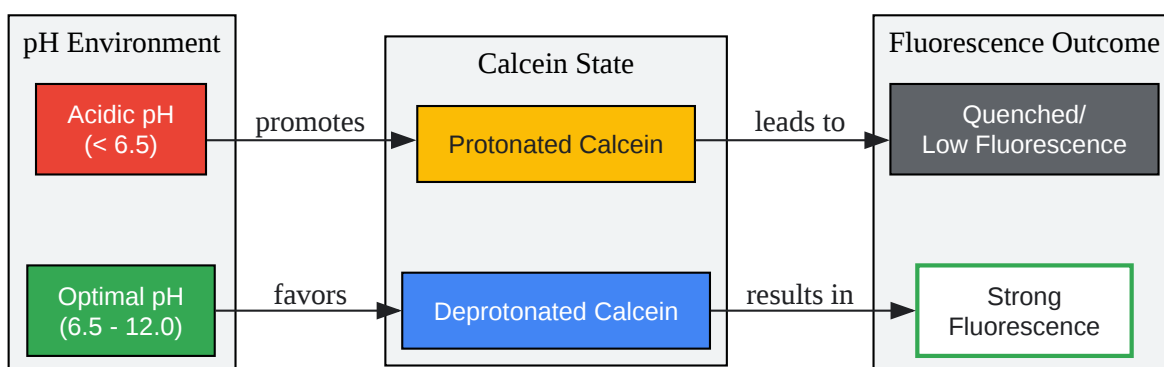 pH Environment
Calcein State
Fluorescence Outcome
Acidic pH
(< 6.5)
promotes
Protonated Calcein
leads to
Quenched/
Low Fluorescence
Optimal pH
(6.5 - 12.0)
favors
Deprotonated Calcein
results in
Strong
Fluorescence